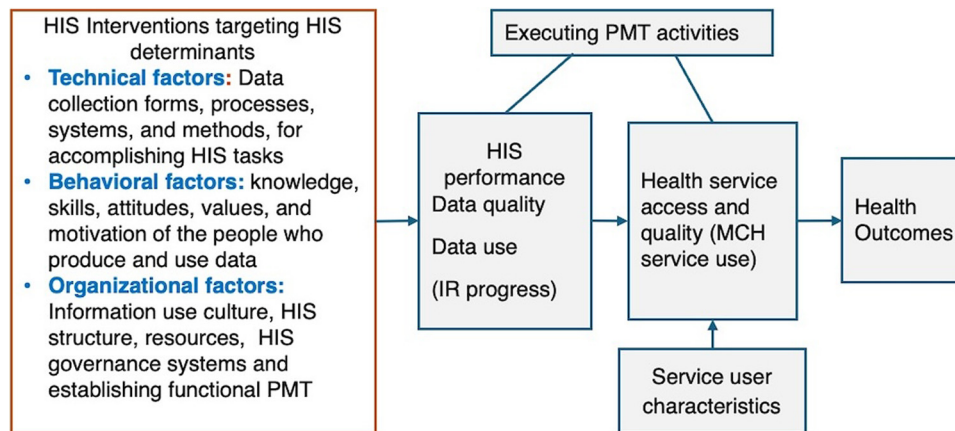 HIS Interventions targeting HIS
determinants
• Technical factors: Data
collection forms, processes,
systems, and methods, for
accomplishing HIS tasks
• Behavioral factors: knowledge,
skills, attitudes, values, and
motivation of the people who
produce and use data
• Organizational factors:
Information use culture, HIS
structure, resources, HIS
governance systems and
establishing functional PMT
Executing PMT activities
HIS
performance
Data quality
Data use
(IR progress)
Health service
access and
quality (MCH
service use)
Health
Outcomes
Service user
characteristics